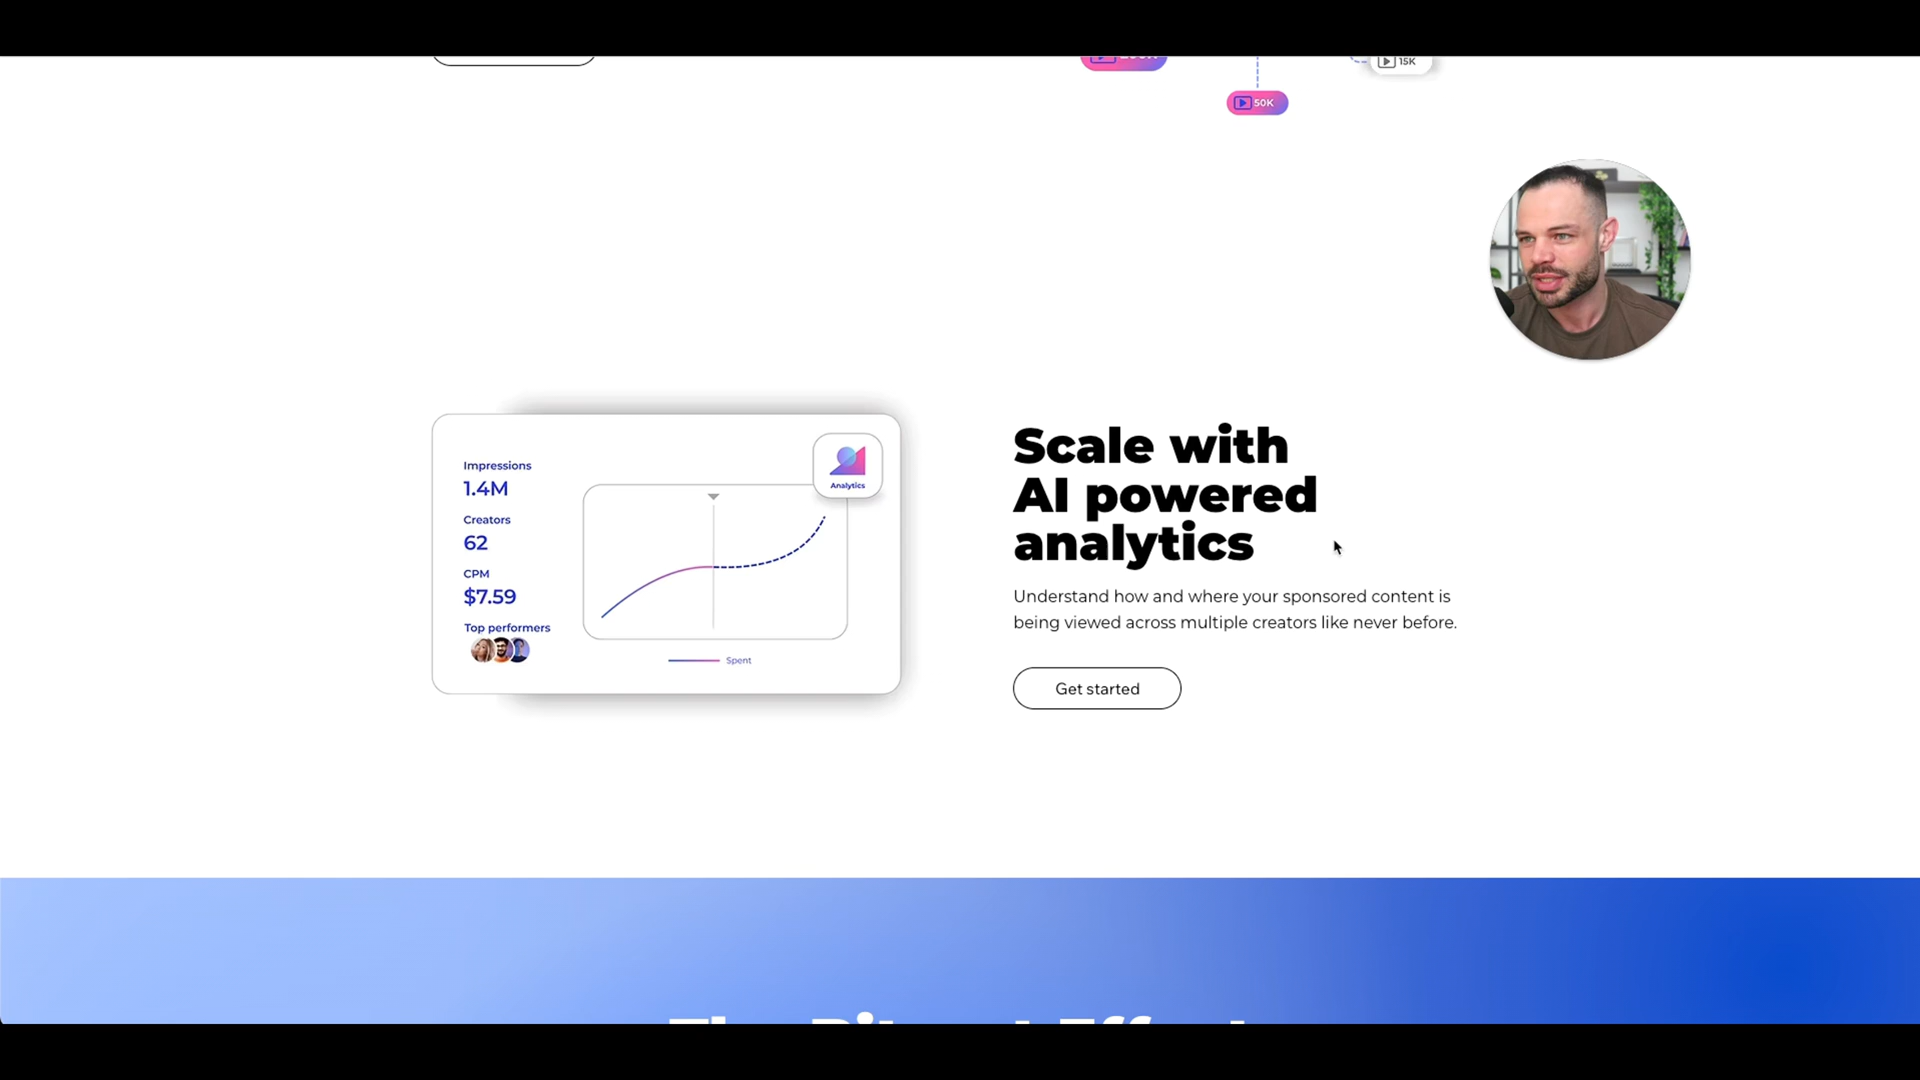 15K
50K
Impressions
1.4M
Creators
62
CPM
$7.59
Top performers
Analytics
Spent
Scale with
AI powered
analytics
Understand how and where your sponsored content is
being viewed across multiple creators like never before.
Get started